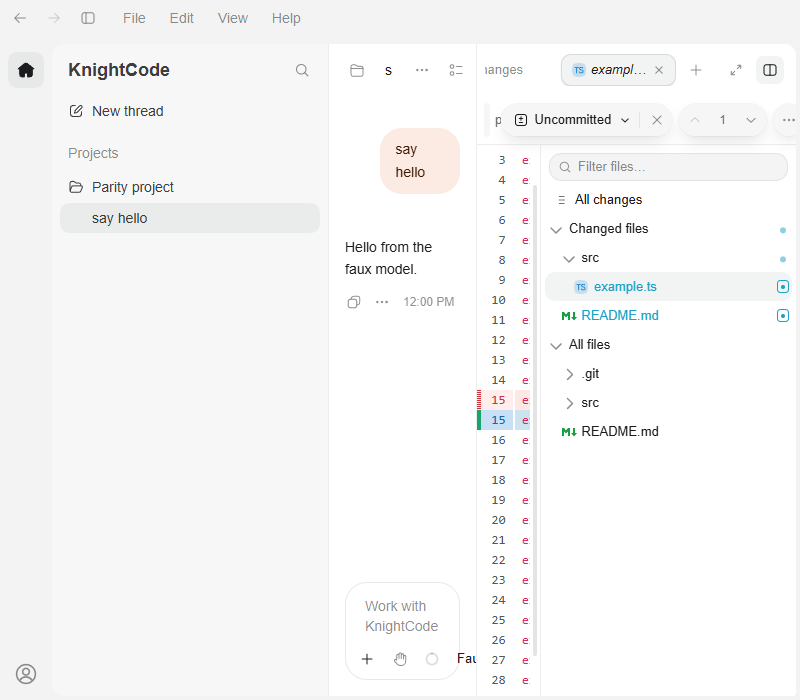 File Edit View Help
KnightCode
New thread
Projects
Parity project
say hello
s
say
hello
Hello from the
faux model.
12:00 PM
Work with
KnightCode
Fau
hanges
TS exampl...
p
Uncommitted
1
3 e
4 e
5 e
6 e
7 e
8 e
9 e
10 e
11 e
12 e
13 e
14 e
15 e
15 e
16 e
17 e
18 e
19 e
20 e
21 e
22 e
23 e
24 e
25 e
26 e
27 e
28 e
Filter files...
All changes
Changed files
src
TS example.ts
M↓ README.md
All files
.git
src
M↓ README.md